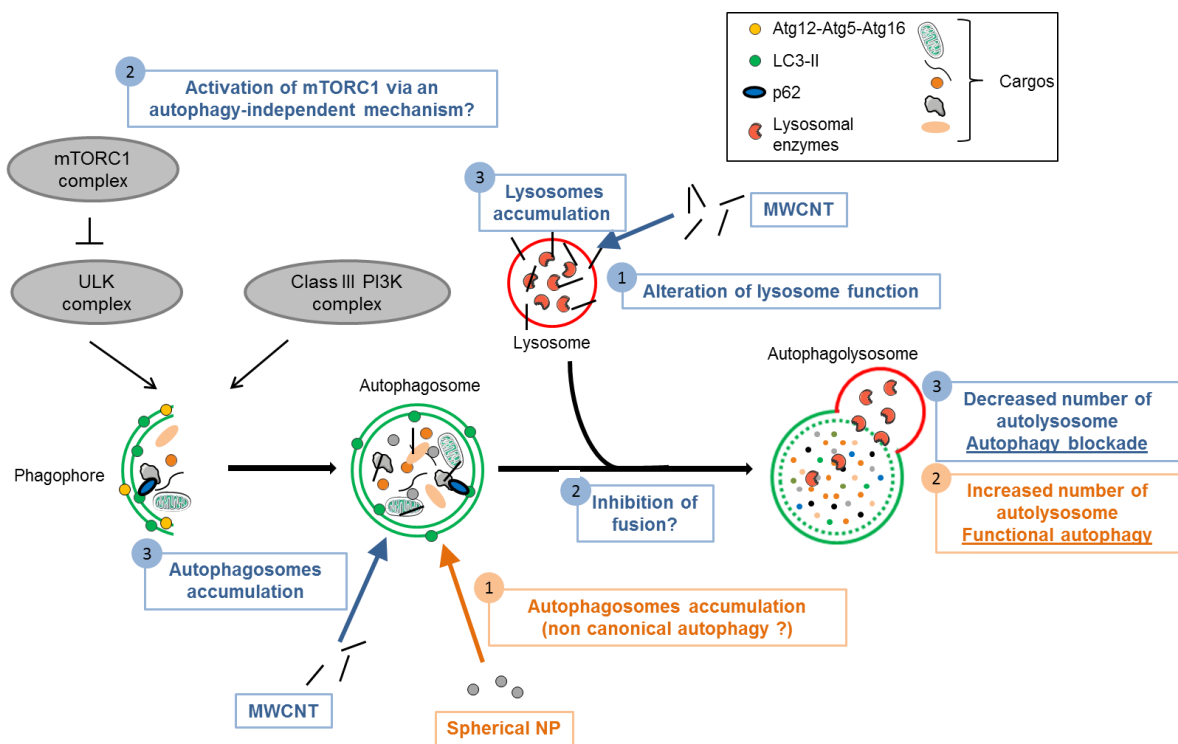 2
Activation of mTORC1 via an
autophagy-independent mechanism?
Atg12-Atg5-Atg16
LC3-II
p62
Lysosomal
enzymes
Cargos
mTORC1
complex
ULK
complex
Class III PI3K
complex
3
Lysosomes
accumulation
MWCNT
1
Alteration of lysosome function
Lysosome
Autophagolysosome
Autophagosome
Phagophore
3
Decreased number of
autolysosome
Autophagy blockade
2
Increased number of
autolysosome
Functional autophagy
2
Inhibition of
fusion?
3
Autophagosomes
accumulation
1
Autophagosomes accumulation
(non canonical autophagy ?)
MWCNT
Spherical NP